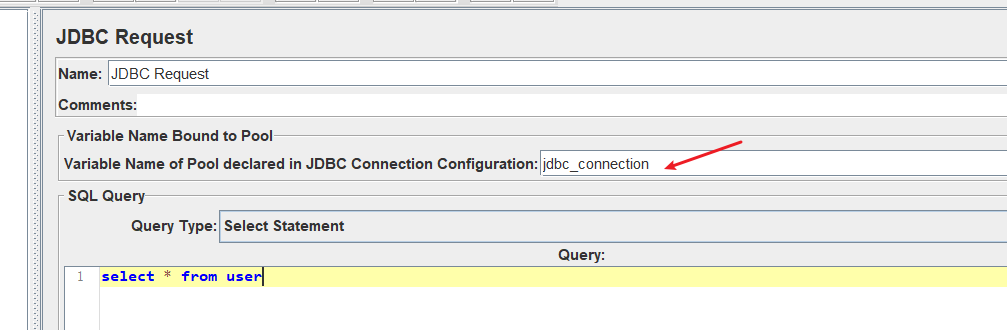 JDBC Request
Name: JDBC Request
Comments:
Variable Name Bound to Pool
Variable Name of Pool declared in JDBC Connection Configuration: jdbc_connection
SQL Query
Query Type: Select Statement
Query:
1 select * from user